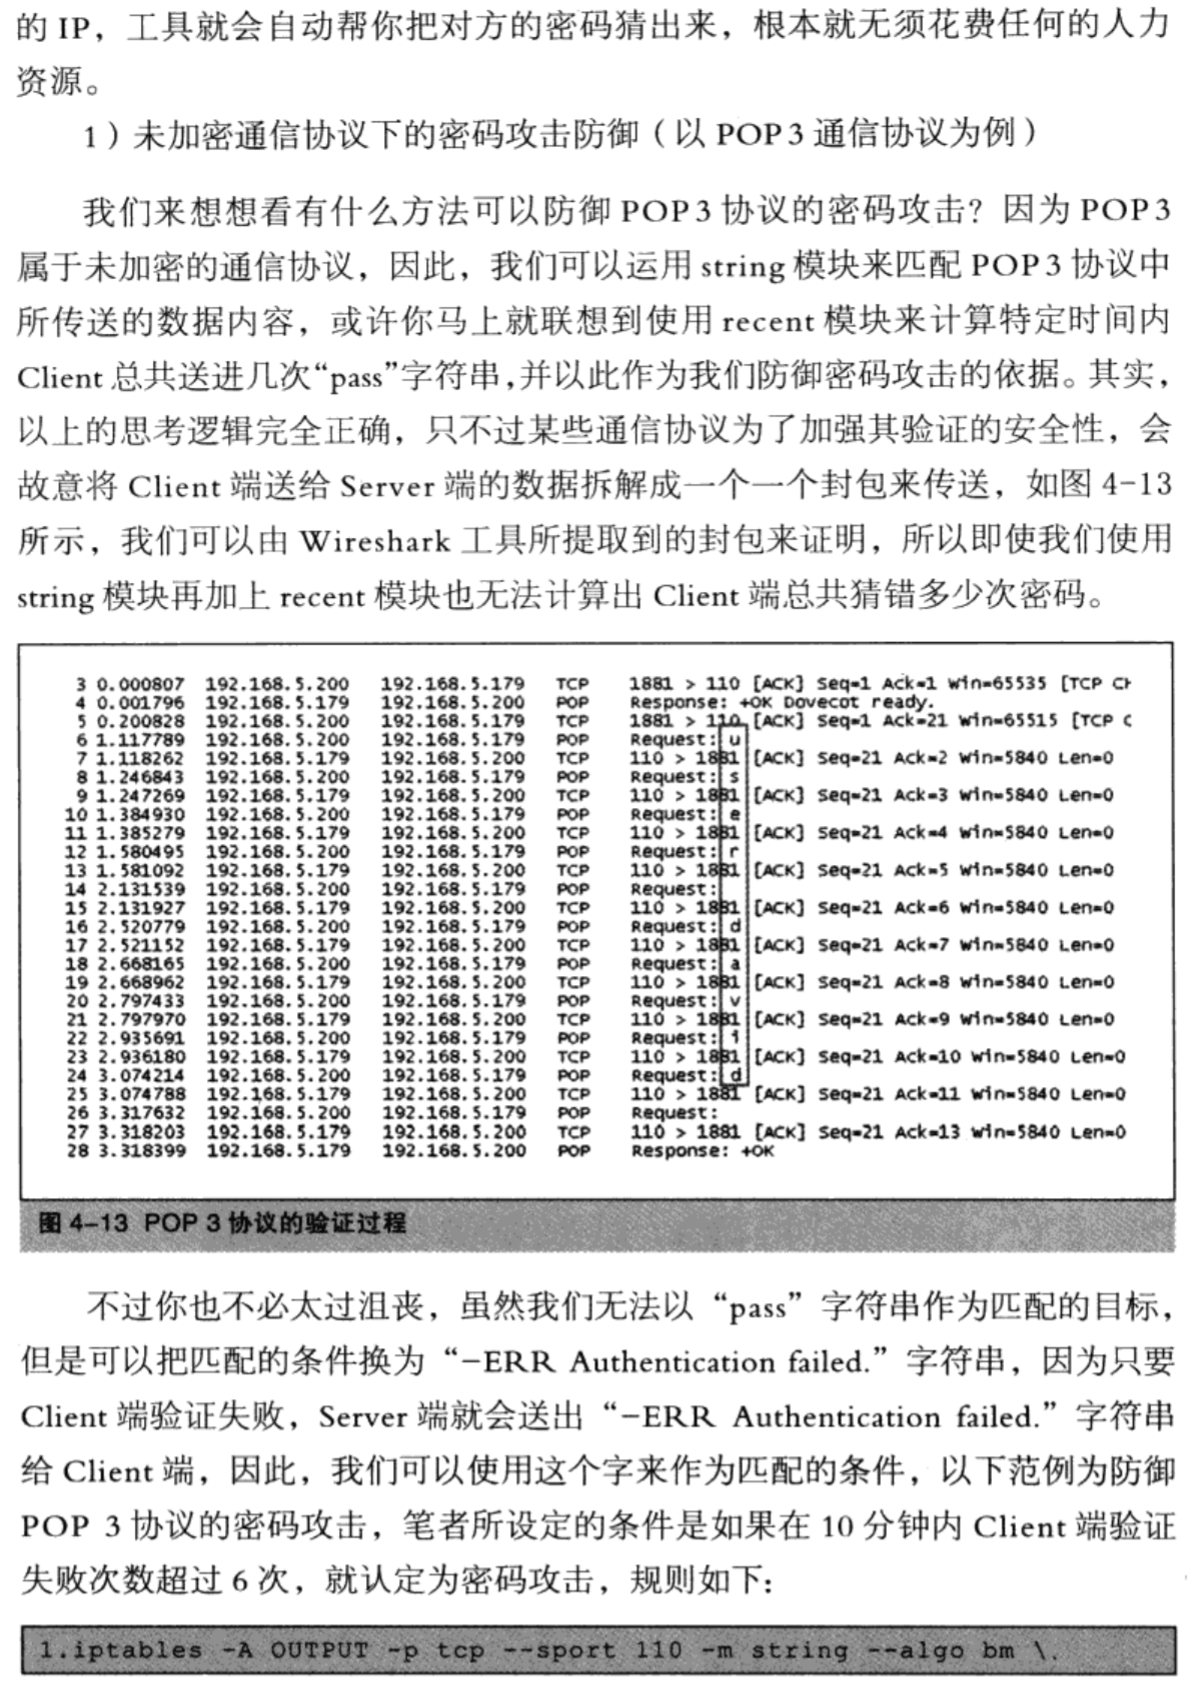 的 IP，工具就会自动帮你把对方的密码猜出来，根本就无须花费任何的人力
资源。
1）未加密通信协议下的密码攻击防御（以 POP3 通信协议为例）
我们来想想看有什么方法可以防御 POP3 协议的密码攻击？因为 POP3
属于未加密的通信协议，因此，我们可以运用 string 模块来匹配 POP3 协议中
所传送的数据内容，或许你马上就联想到使用 recent 模块来计算特定时间内
Client 总共送进几次“pass”字符串，并以此作为我们防御密码攻击的依据。其实，
以上的思考逻辑完全正确，只不过某些通信协议为了加强其验证的安全性，会
故意将 Client 端送给 Server 端的数据拆解成一个一个封包来传送，如图 4-13
所示，我们可以由 Wireshark 工具所提取到的封包来证明，所以即使我们使用
string 模块再加上 recent 模块也无法计算出 Client 端总共猜错多少次密码。
3 0.000807 192.168.5.200 192.168.5.179 TCP 1881 > 110 [ACK] Seq=1 Ack=1 Win=65535 [TCP CH
4 0.001796 192.168.5.179 192.168.5.200 POP Response: +OK Dovecot ready.
5 0.200828 192.168.5.200 192.168.5.179 TCP 1881 > 110 [ACK] Seq=1 Ack=21 Win=65515 [TCP C
6 1.117789 192.168.5.200 192.168.5.179 POP Request: u
7 1.118262 192.168.5.179 192.168.5.200 TCP 110 > 1881 [ACK] Seq=21 Ack=2 Win=5840 Len=0
8 1.246843 192.168.5.200 192.168.5.179 POP Request: s
9 1.247269 192.168.5.179 192.168.5.200 TCP 110 > 1881 [ACK] Seq=21 Ack=3 Win=5840 Len=0
10 1.384930 192.168.5.200 192.168.5.179 POP Request: e
11 1.385279 192.168.5.179 192.168.5.200 TCP 110 > 1881 [ACK] Seq=21 Ack=4 Win=5840 Len=0
12 1.580495 192.168.5.200 192.168.5.179 POP Request: r
13 1.581092 192.168.5.179 192.168.5.200 TCP 110 > 1881 [ACK] Seq=21 Ack=5 Win=5840 Len=0
14 2.131539 192.168.5.200 192.168.5.179 POP Request:
15 2.131927 192.168.5.179 192.168.5.200 TCP 110 > 1881 [ACK] Seq=21 Ack=6 Win=5840 Len=0
16 2.520779 192.168.5.200 192.168.5.179 POP Request: d
17 2.521152 192.168.5.179 192.168.5.200 TCP 110 > 1881 [ACK] Seq=21 Ack=7 Win=5840 Len=0
18 2.668165 192.168.5.200 192.168.5.179 POP Request: a
19 2.668962 192.168.5.179 192.168.5.200 TCP 110 > 1881 [ACK] Seq=21 Ack=8 Win=5840 Len=0
20 2.797433 192.168.5.200 192.168.5.179 POP Request: v
21 2.797970 192.168.5.179 192.168.5.200 TCP 110 > 1881 [ACK] Seq=21 Ack=9 Win=5840 Len=0
22 2.935691 192.168.5.200 192.168.5.179 POP Request: i
23 2.936180 192.168.5.179 192.168.5.200 TCP 110 > 1881 [ACK] Seq=21 Ack=10 Win=5840 Len=0
24 3.074214 192.168.5.200 192.168.5.179 POP Request: d
25 3.074788 192.168.5.179 192.168.5.200 TCP 110 > 1881 [ACK] Seq=21 Ack=11 Win=5840 Len=0
26 3.317632 192.168.5.200 192.168.5.179 POP Request:
27 3.318203 192.168.5.179 192.168.5.200 TCP 110 > 1881 [ACK] Seq=21 Ack=13 Win=5840 Len=0
28 3.318399 192.168.5.179 192.168.5.200 POP Response: +OK
图 4-13 POP 3 协议的验证过程
不过你也不必太过沮丧，虽然我们无法以“pass”字符串作为匹配的目标，
但是可以把匹配的条件换为“-ERR Authentication failed.”字符串，因为只要
Client 端验证失败，Server 端就会送出“-ERR Authentication failed.”字符串
给 Client 端，因此，我们可以使用这个字来作为匹配的条件，以下范例为防御
POP 3 协议的密码攻击，笔者所设定的条件是如果在 10 分钟内 Client 端验证
失败次数超过 6 次，就认定为密码攻击，规则如下：
1.iptables -A OUTPUT -p tcp --sport 110 -m string --algo bm \